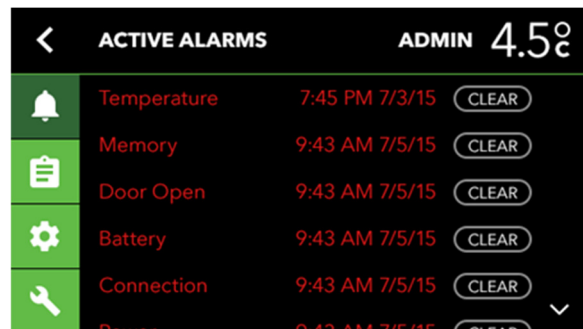 ACTIVE ALARMS ADMIN 4.5°C
Temperature 7:45 PM 7/3/15 CLEAR
Memory 9:43 AM 7/5/15 CLEAR
Door Open 9:43 AM 7/5/15 CLEAR
Battery 9:43 AM 7/5/15 CLEAR
Connection 9:43 AM 7/5/15 CLEAR